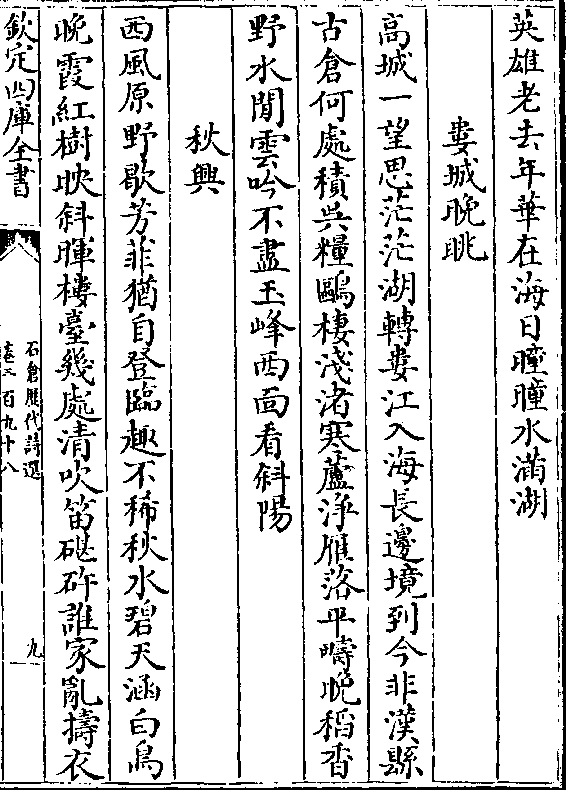 英雄老去年華在海日曈曈水滿湖
婁城晚眺
高城一望思茫茫湖轉婁江入海長邊境到今非漢縣
古倉何處積吳糧鷗棲淺渚寒蘆淨雁落平疇晚稻香
野水閒雲吟不盡玉峰西面看斜陽
秋興
西風原野歇芳菲猶自登臨趣不稀秋水碧天涵白鳥
晚霞紅樹映斜暉樓臺幾處清吹笛砧杵誰家亂擣衣
欽定四庫全書
石倉歷代詩選
卷三百九十八
九